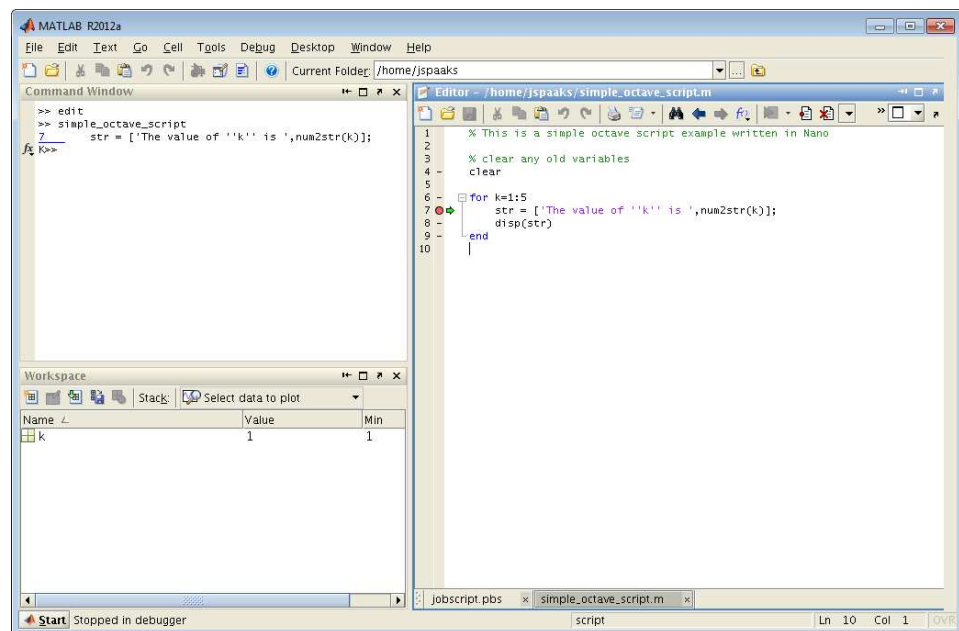 MATLAB R2012a
File Edit Text Go Cell Tools Debug Desktop Window Help
Current Folder: /home/jspaaks
Command Window
>> edit
>> simple_octave_script
7 str = ['The value of ''k'' is ',num2str(k)];
fx K>>
Workspace
Stack: Select data to plot
Name Value Min
k 1 1
Editor - /home/jspaaks/simple_octave_script.m
1 % This is a simple octave script example written in Nano
2
3 % clear any old variables
4 - clear
5
6 - for k=1:5
7 str = ['The value of ''k'' is ',num2str(k)];
8 - disp(str)
9 - end
10
jobscript.pbs × simple_octave_script.m ×
Start Stopped in debugger script Ln 10 Col 1 OVR